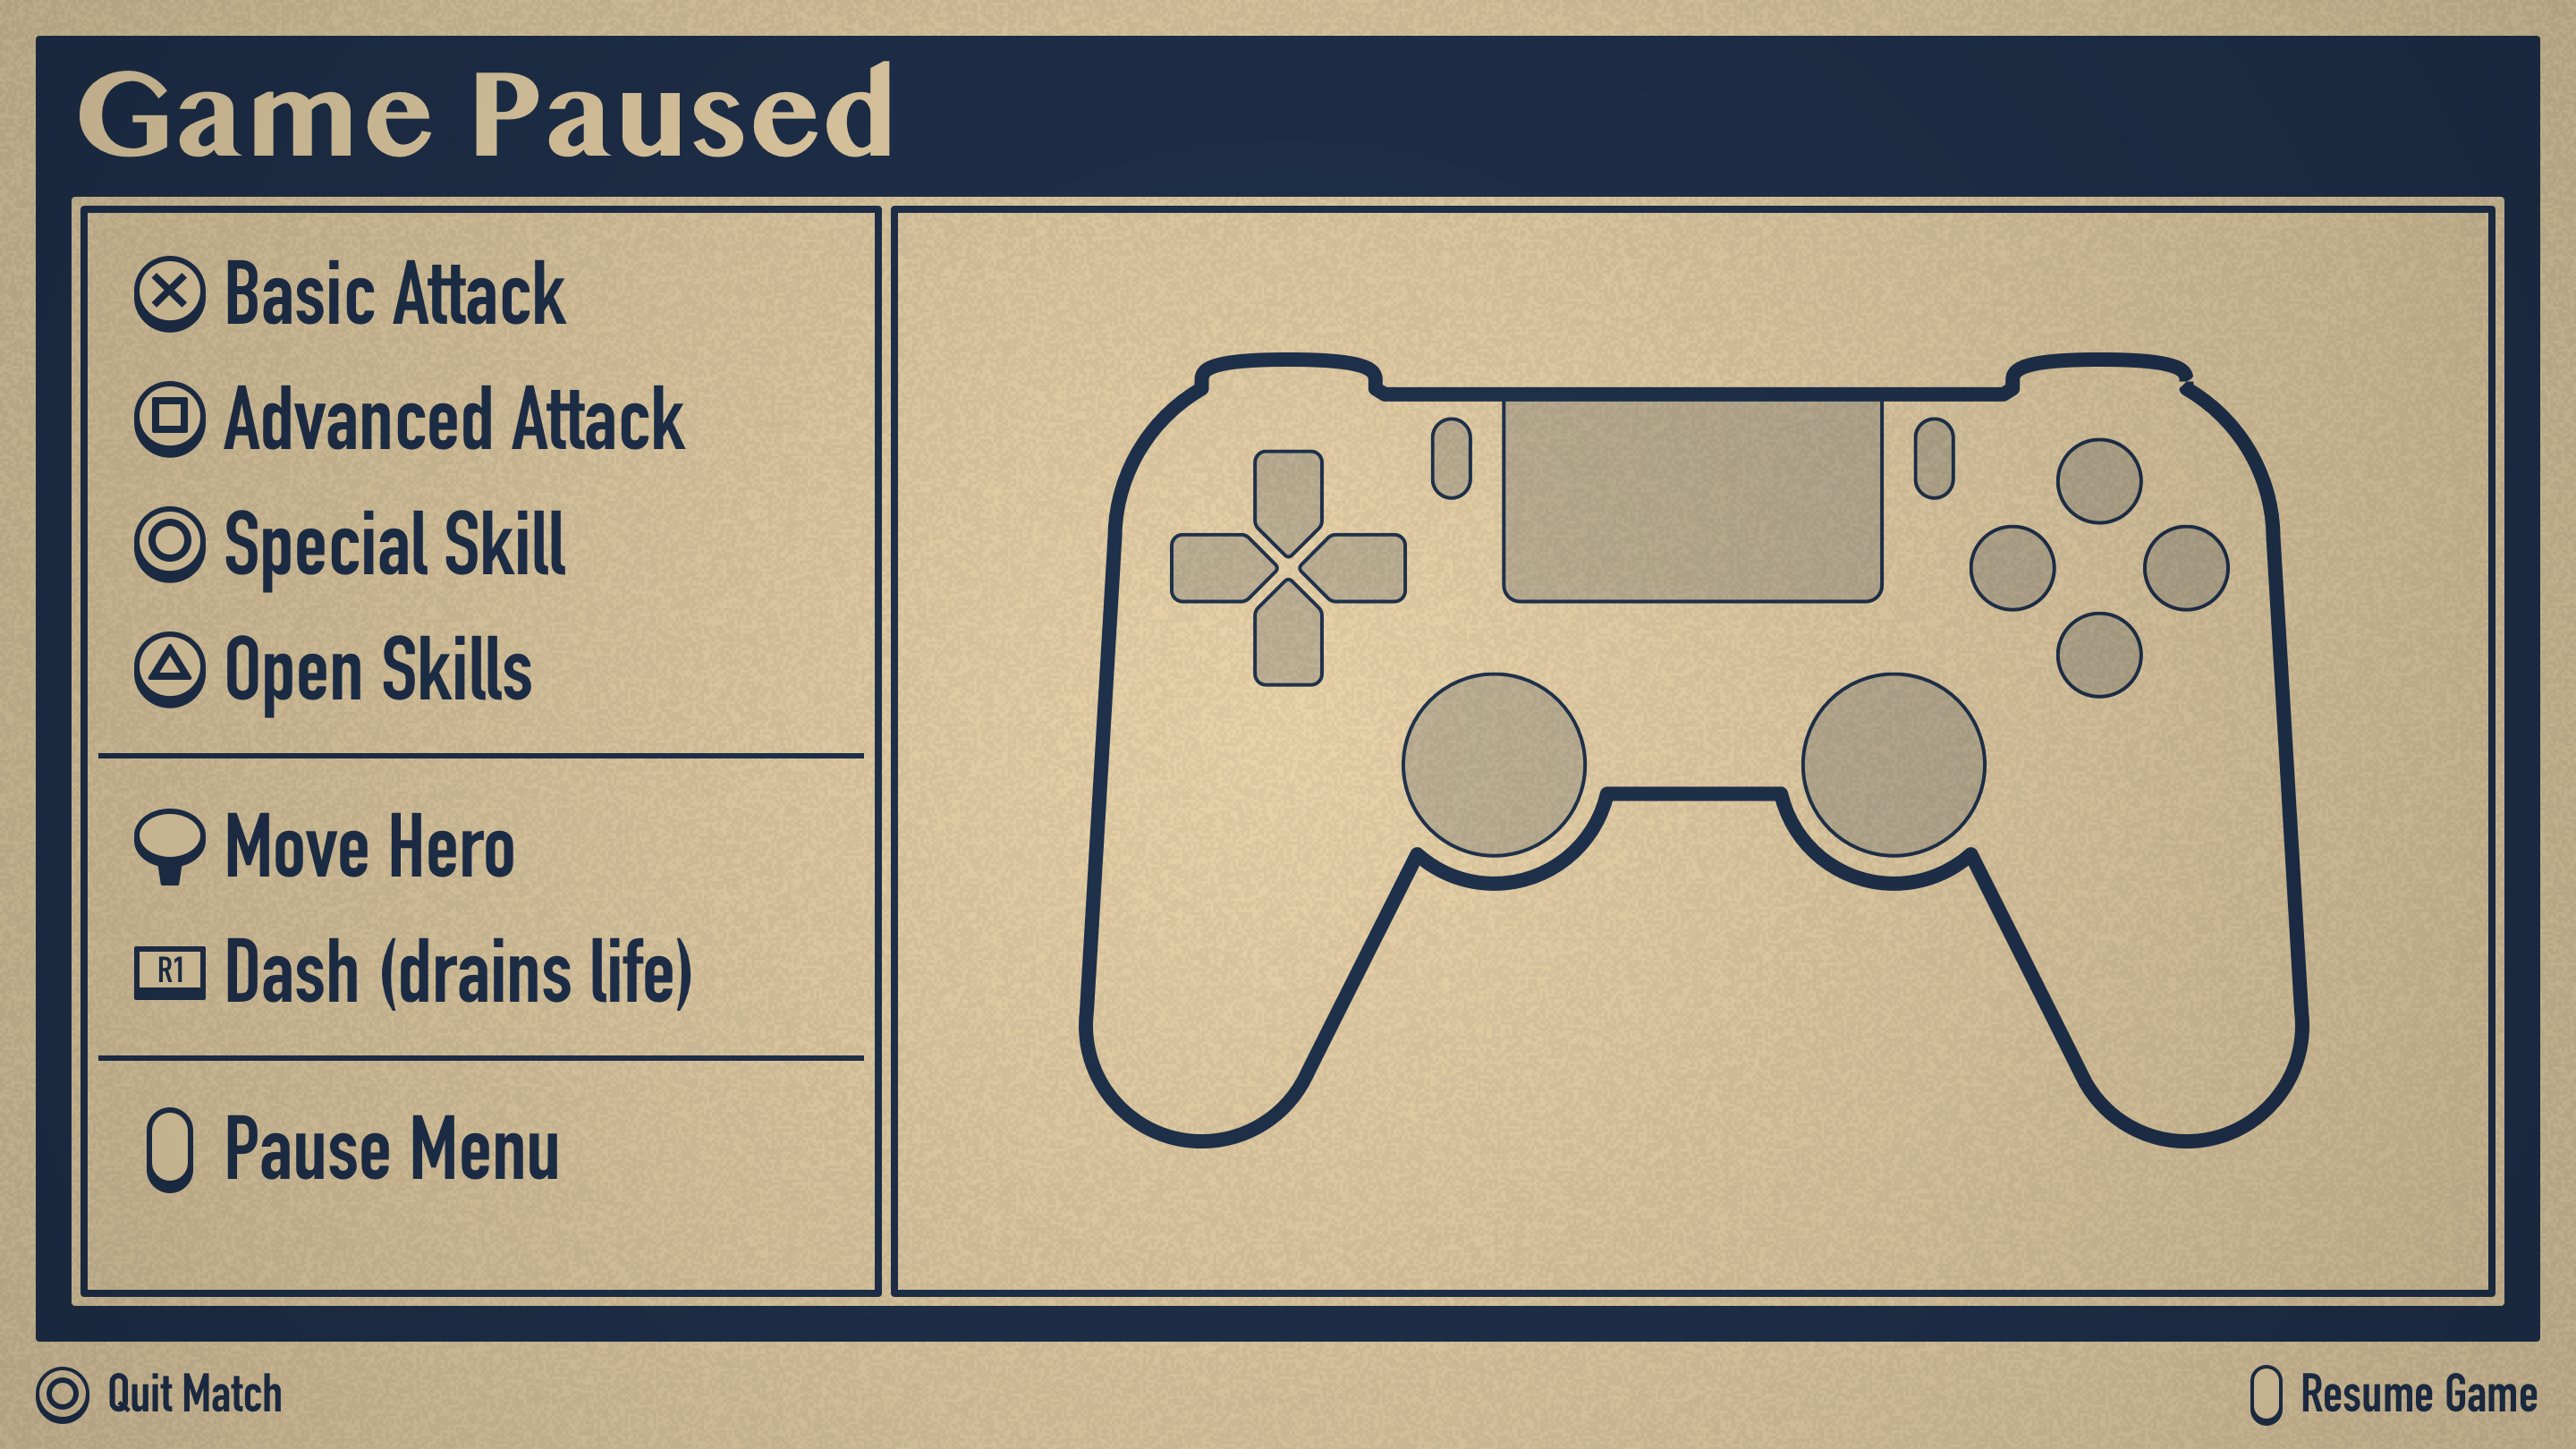 Game Paused
Basic Attack
Advanced Attack
Special Skill
Open Skills
Move Hero
R1 Dash (drains life)
Pause Menu
Quit Match
Resume Game